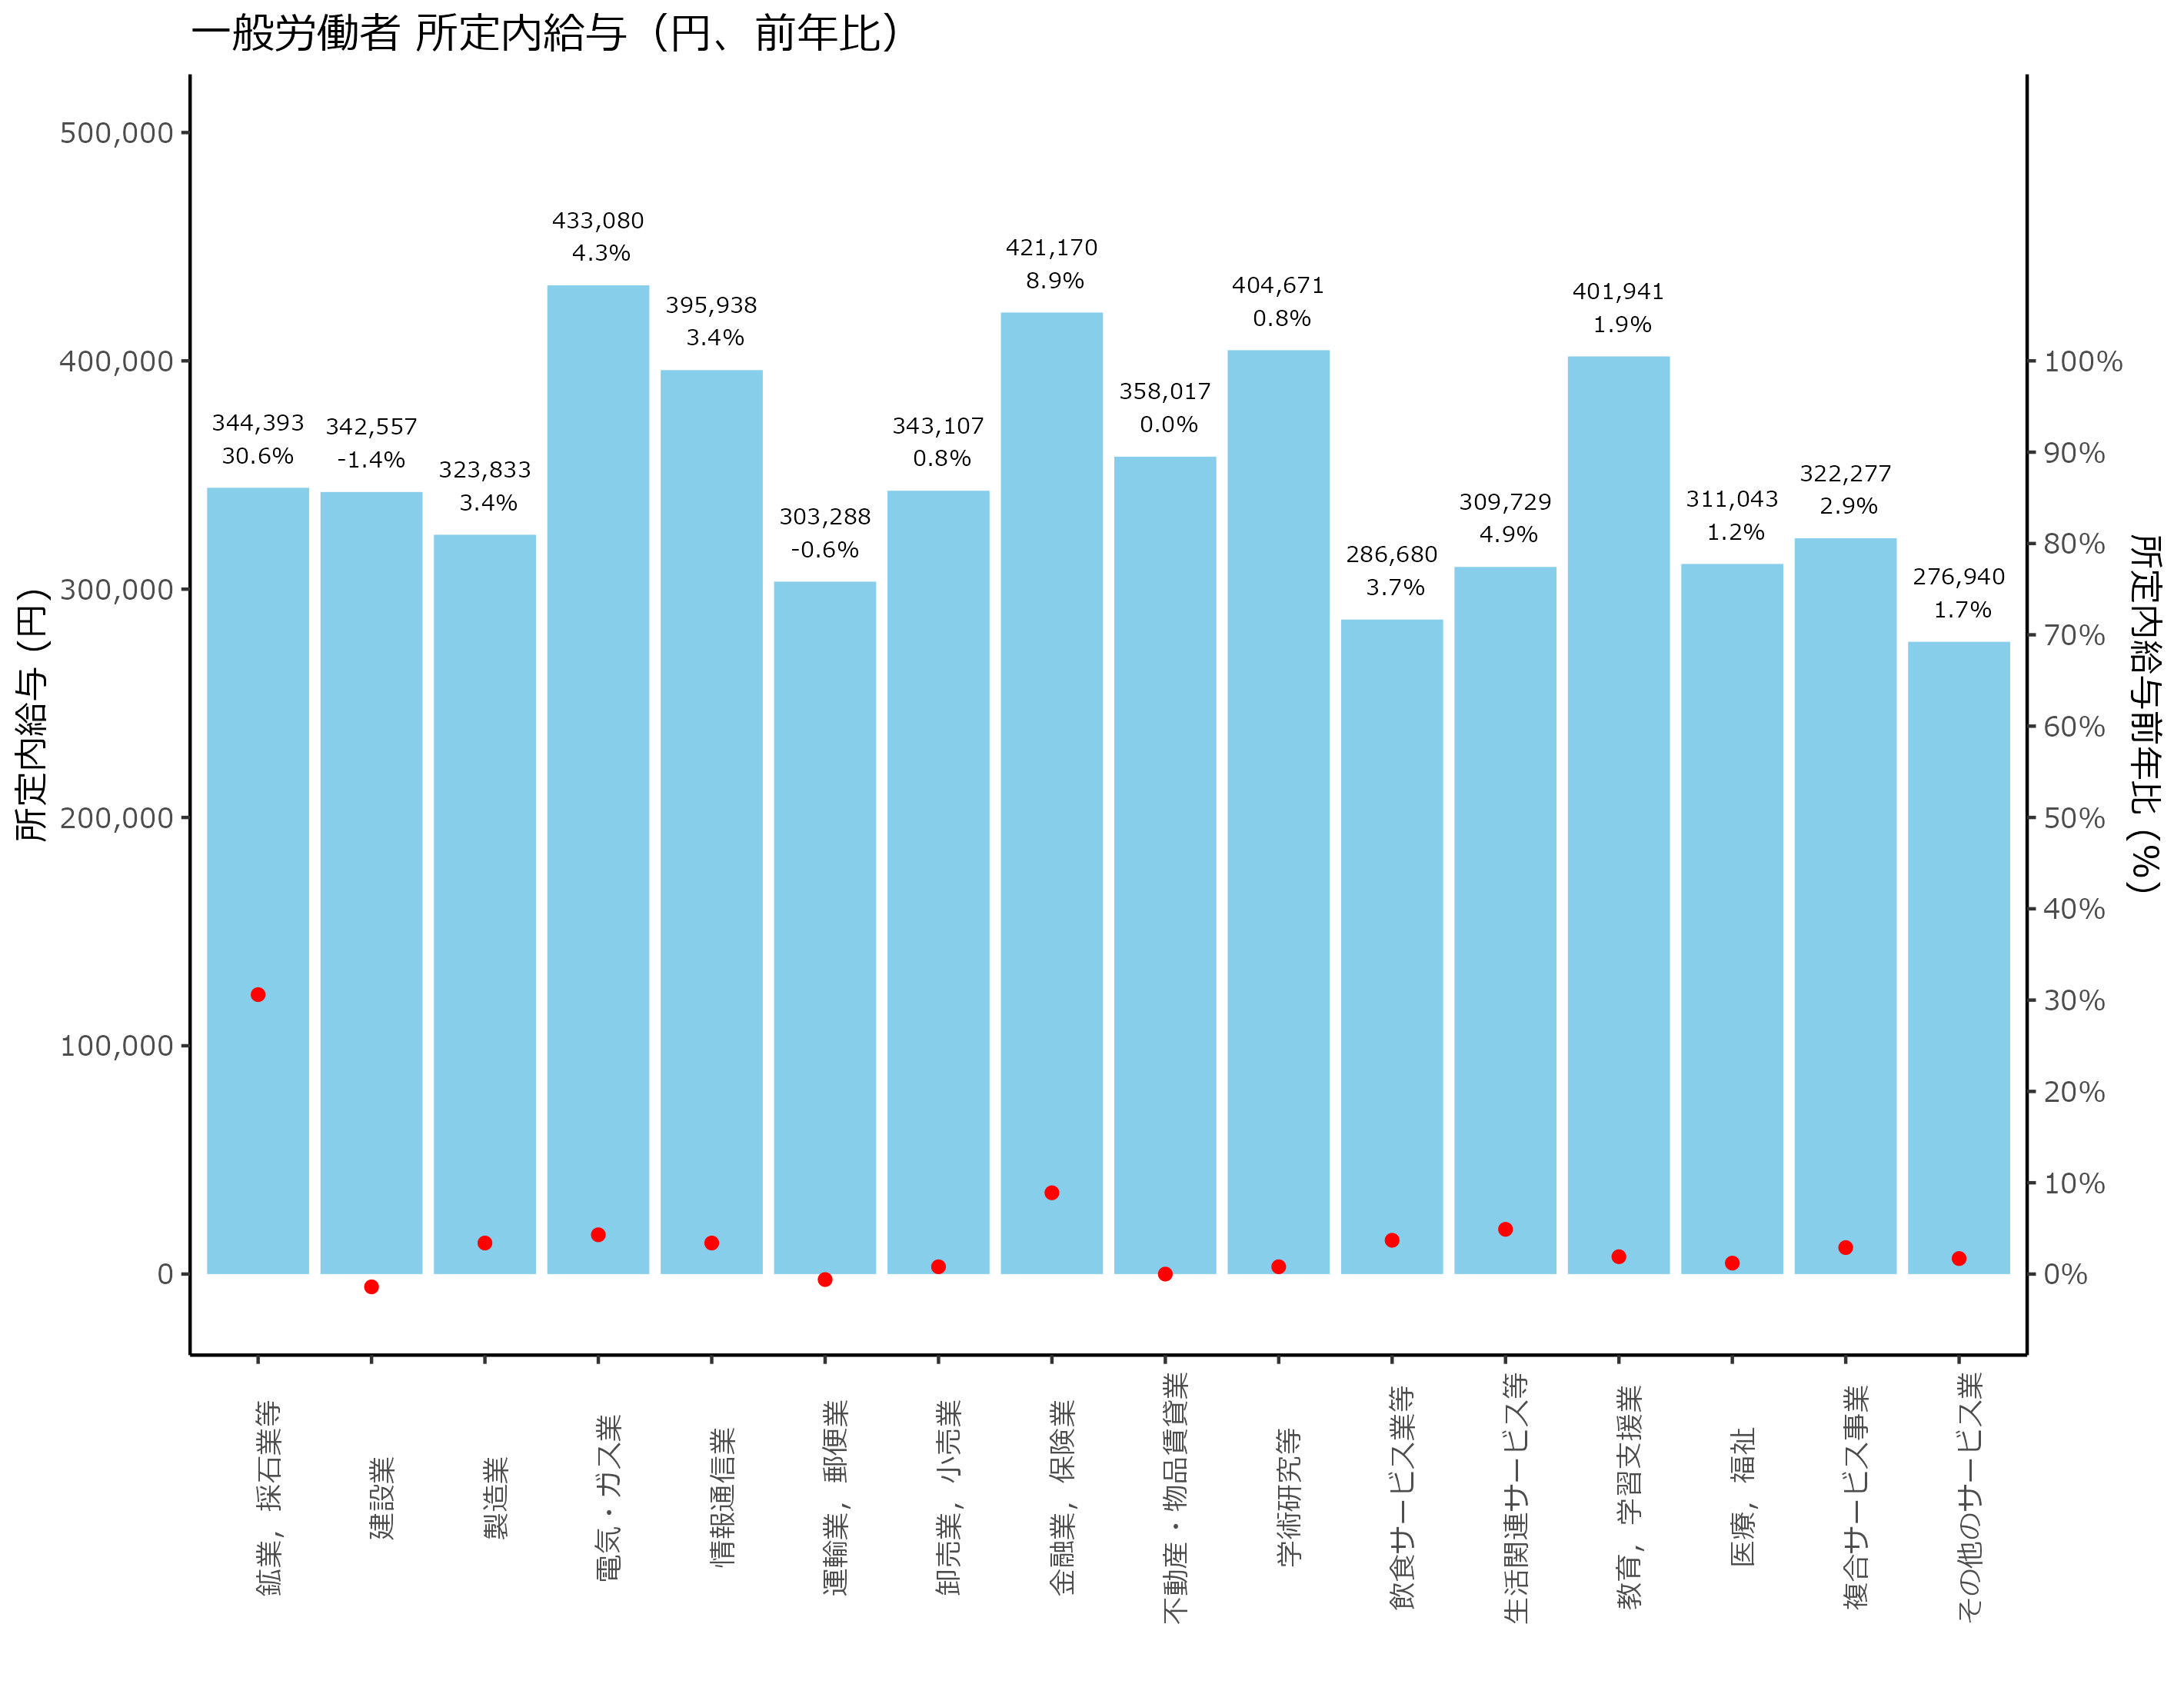 一般労働者 所定内給与（円、前年比）
所定内給与 (円)
500,000
400,000
300,000
200,000
100,000
0
344,393
30.6%
342,557
-1.4%
323,833
3.4%
433,080
4.3%
395,938
3.4%
303,288
-0.6%
343,107
0.8%
421,170
8.9%
358,017
0.0%
404,671
0.8%
286,680
3.7%
309,729
4.9%
401,941
1.9%
311,043
1.2%
322,277
2.9%
276,940
1.7%
100%
90%
80%
70%
60%
50%
40%
30%
20%
10%
0%
所定内給与前年比 (%)
鉱業，採石業等
建設業
製造業
電気・ガス業
情報通信業
運輸業，郵便業
卸売業，小売業
金融業，保険業
不動産・物品賃貸業
学術研究等
飲食サービス業等
生活関連サービス等
教育，学習支援業
医療，福祉
複合サービス事業
その他のサービス業